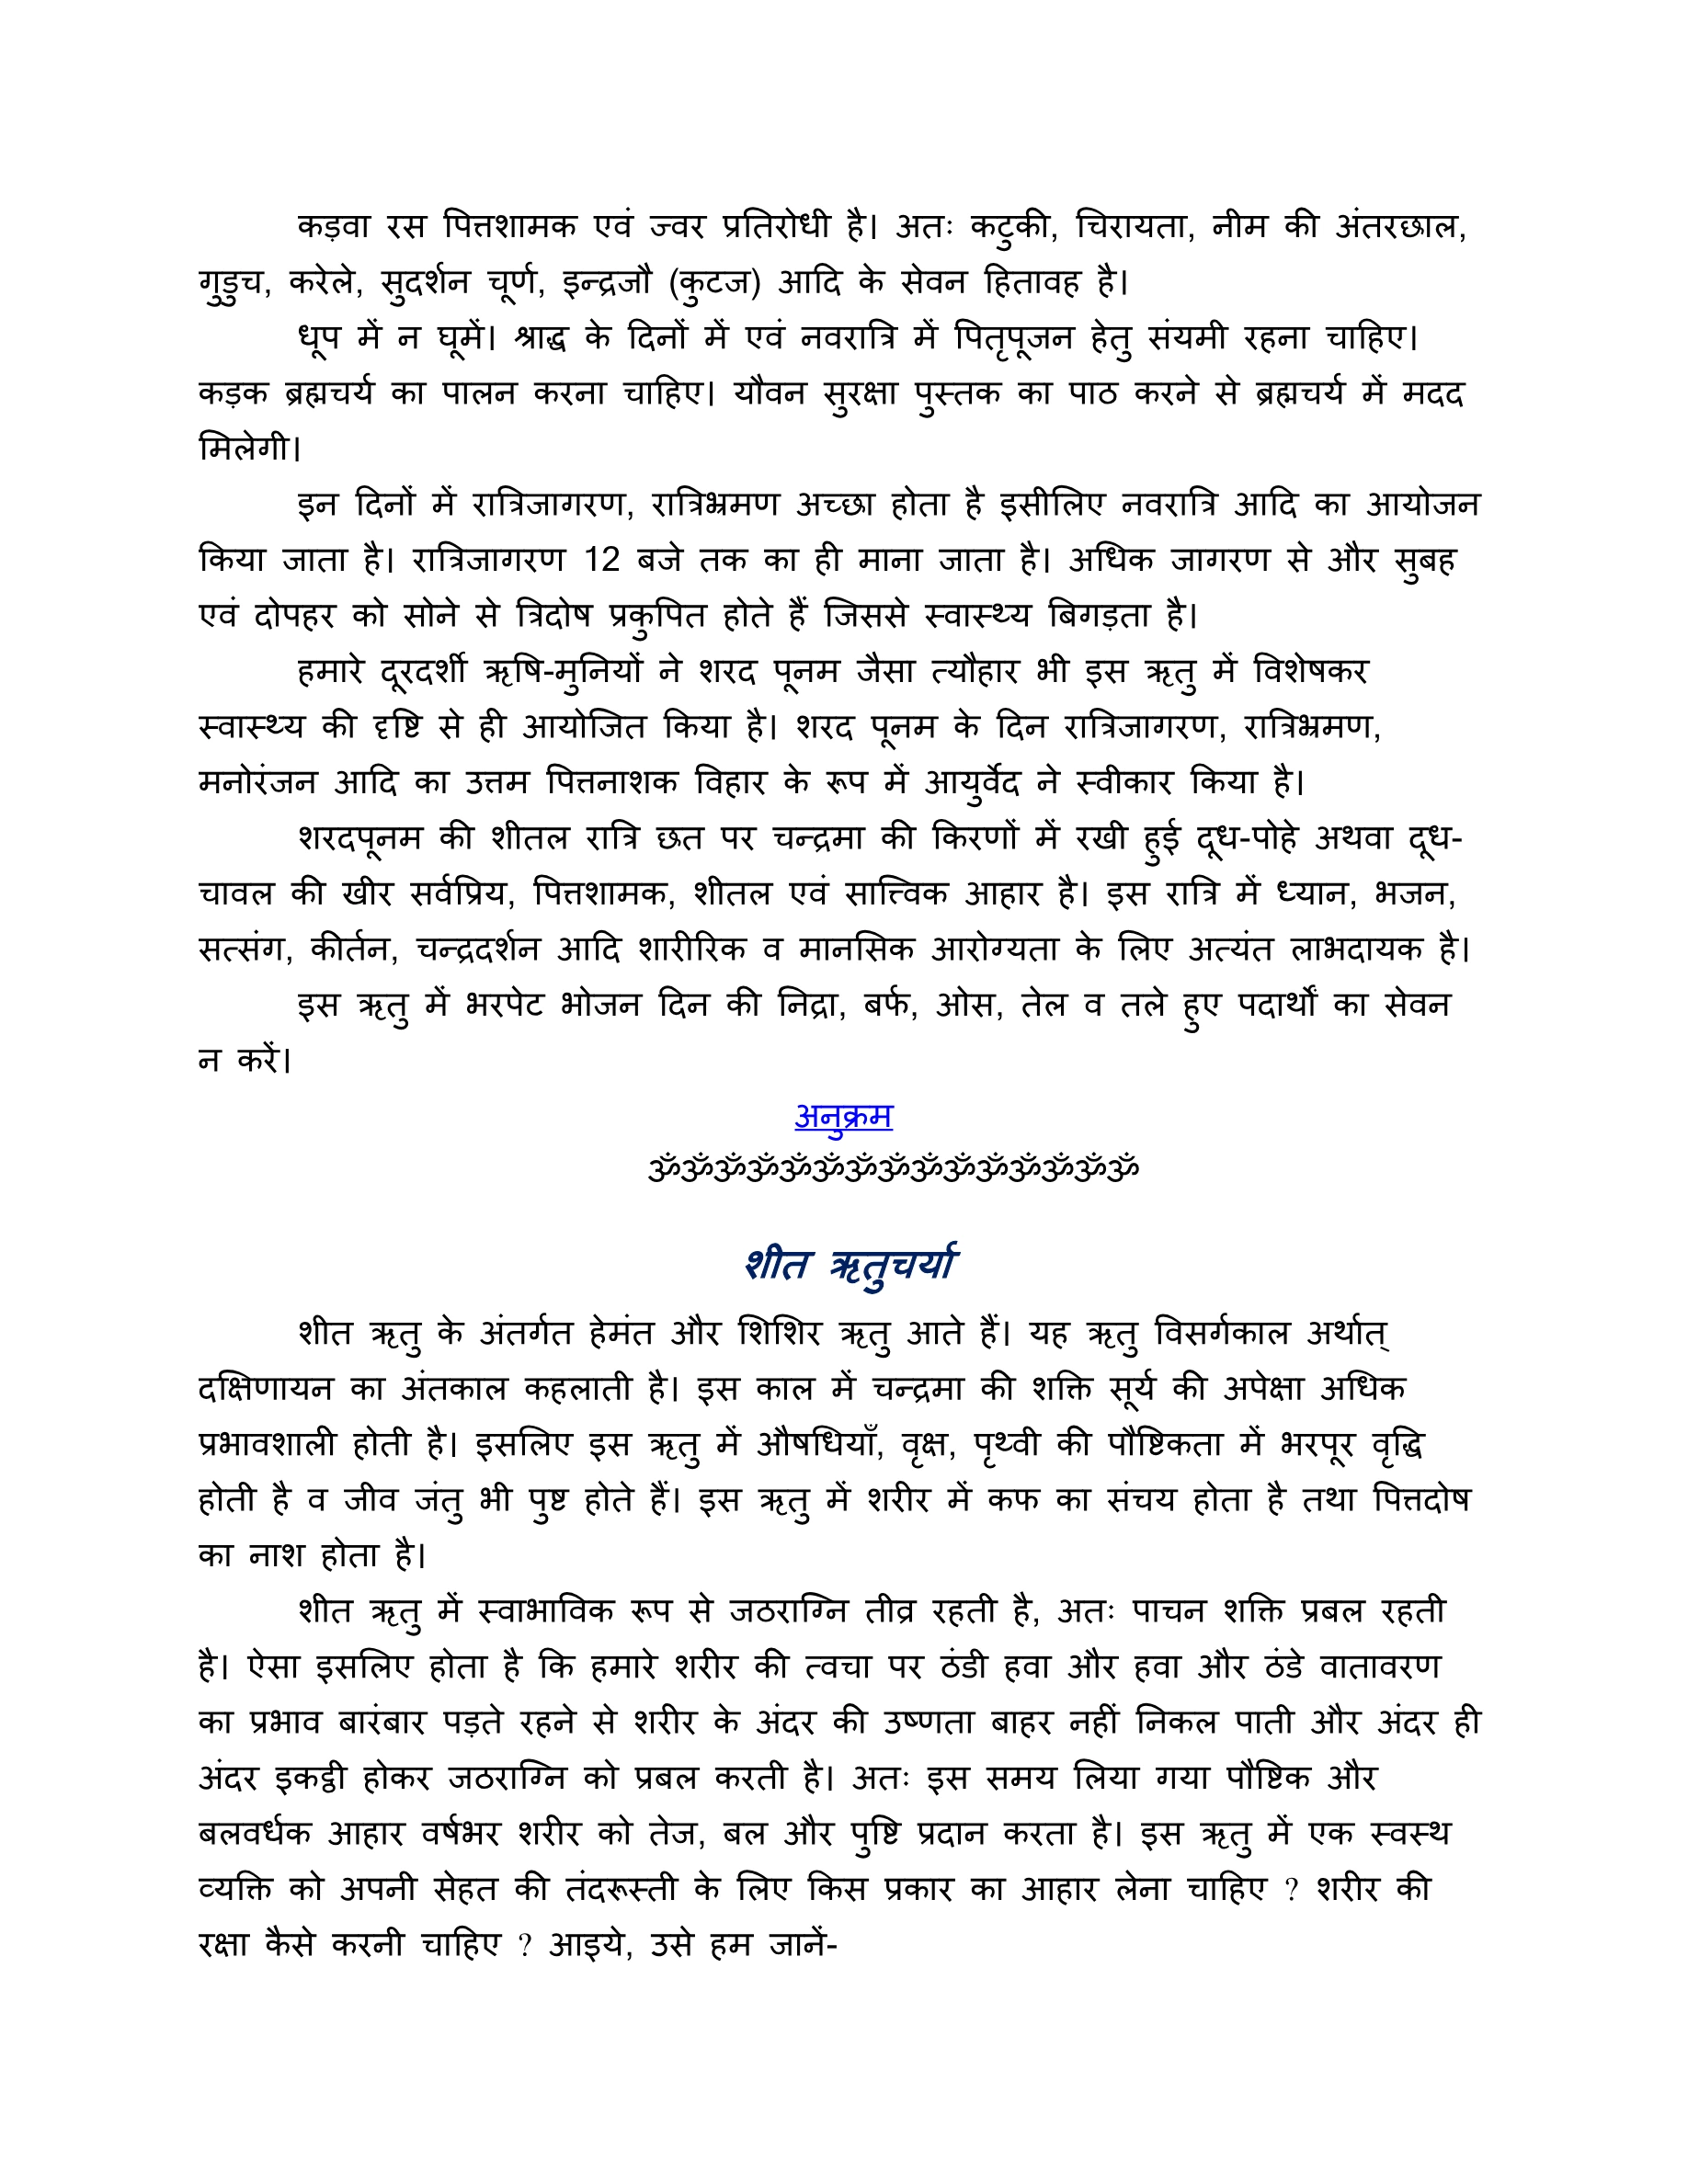 कड़वा रस पित्तशामक एवं ज्वर प्रतिरोधी है। अतः कटुकी, चिरायता, नीम की अंतरछाल,
गुडुच, करेले, सुदर्शन चूर्ण, इन्द्रजौ (कुटज) आदि के सेवन हितावह है।
धूप में न घूमें। श्राद्ध के दिनों में एवं नवरात्रि में पितृपूजन हेतु संयमी रहना चाहिए।
कड़क ब्रह्मचर्य का पालन करना चाहिए। यौवन सुरक्षा पुस्तक का पाठ करने से ब्रह्मचर्य में मदद
मिलेगी।
इन दिनों में रात्रिजागरण, रात्रिभ्रमण अच्छा होता है इसीलिए नवरात्रि आदि का आयोजन
किया जाता है। रात्रिजागरण 12 बजे तक का ही माना जाता है। अधिक जागरण से और सुबह
एवं दोपहर को सोने से त्रिदोष प्रकुपित होते हैं जिससे स्वास्थ्य बिगड़ता है।
हमारे दूरदर्शी ऋषि-मुनियों ने शरद पूनम जैसा त्यौहार भी इस ऋतु में विशेषकर
स्वास्थ्य की दृष्टि से ही आयोजित किया है। शरद पूनम के दिन रात्रिजागरण, रात्रिभ्रमण,
मनोरंजन आदि का उत्तम पित्तनाशक विहार के रूप में आयुर्वेद ने स्वीकार किया है।
शरदपूनम की शीतल रात्रि छत पर चन्द्रमा की किरणों में रखी हुई दूध-पोहे अथवा दूध-
चावल की खीर सर्वप्रिय, पित्तशामक, शीतल एवं सात्त्विक आहार है। इस रात्रि में ध्यान, भजन,
सत्संग, कीर्तन, चन्द्रदर्शन आदि शारीरिक व मानसिक आरोग्यता के लिए अत्यंत लाभदायक है।
इस ऋतु में भरपेट भोजन दिन की निद्रा, बर्फ, ओस, तेल व तले हुए पदार्थों का सेवन
न करें।
अनुक्रम
ॐॐॐॐॐॐॐॐॐॐॐॐॐॐॐ
शीत ऋतुचर्या
शीत ऋतु के अंतर्गत हेमंत और शिशिर ऋतु आते हैं। यह ऋतु विसर्गकाल अर्थात्
दक्षिणायन का अंतकाल कहलाती है। इस काल में चन्द्रमा की शक्ति सूर्य की अपेक्षा अधिक
प्रभावशाली होती है। इसलिए इस ऋतु में औषधियाँ, वृक्ष, पृथ्वी की पौष्टिकता में भरपूर वृद्धि
होती है व जीव जंतु भी पुष्ट होते हैं। इस ऋतु में शरीर में कफ का संचय होता है तथा पित्तदोष
का नाश होता है।
शीत ऋतु में स्वाभाविक रूप से जठराग्नि तीव्र रहती है, अतः पाचन शक्ति प्रबल रहती
है। ऐसा इसलिए होता है कि हमारे शरीर की त्वचा पर ठंडी हवा और हवा और ठंडे वातावरण
का प्रभाव बारंबार पड़ते रहने से शरीर के अंदर की उष्णता बाहर नहीं निकल पाती और अंदर ही
अंदर इकट्ठी होकर जठराग्नि को प्रबल करती है। अतः इस समय लिया गया पौष्टिक और
बलवर्धक आहार वर्षभर शरीर को तेज, बल और पुष्टि प्रदान करता है। इस ऋतु में एक स्वस्थ
व्यक्ति को अपनी सेहत की तंदरूस्ती के लिए किस प्रकार का आहार लेना चाहिए ? शरीर की
रक्षा कैसे करनी चाहिए ? आइये, उसे हम जानें-